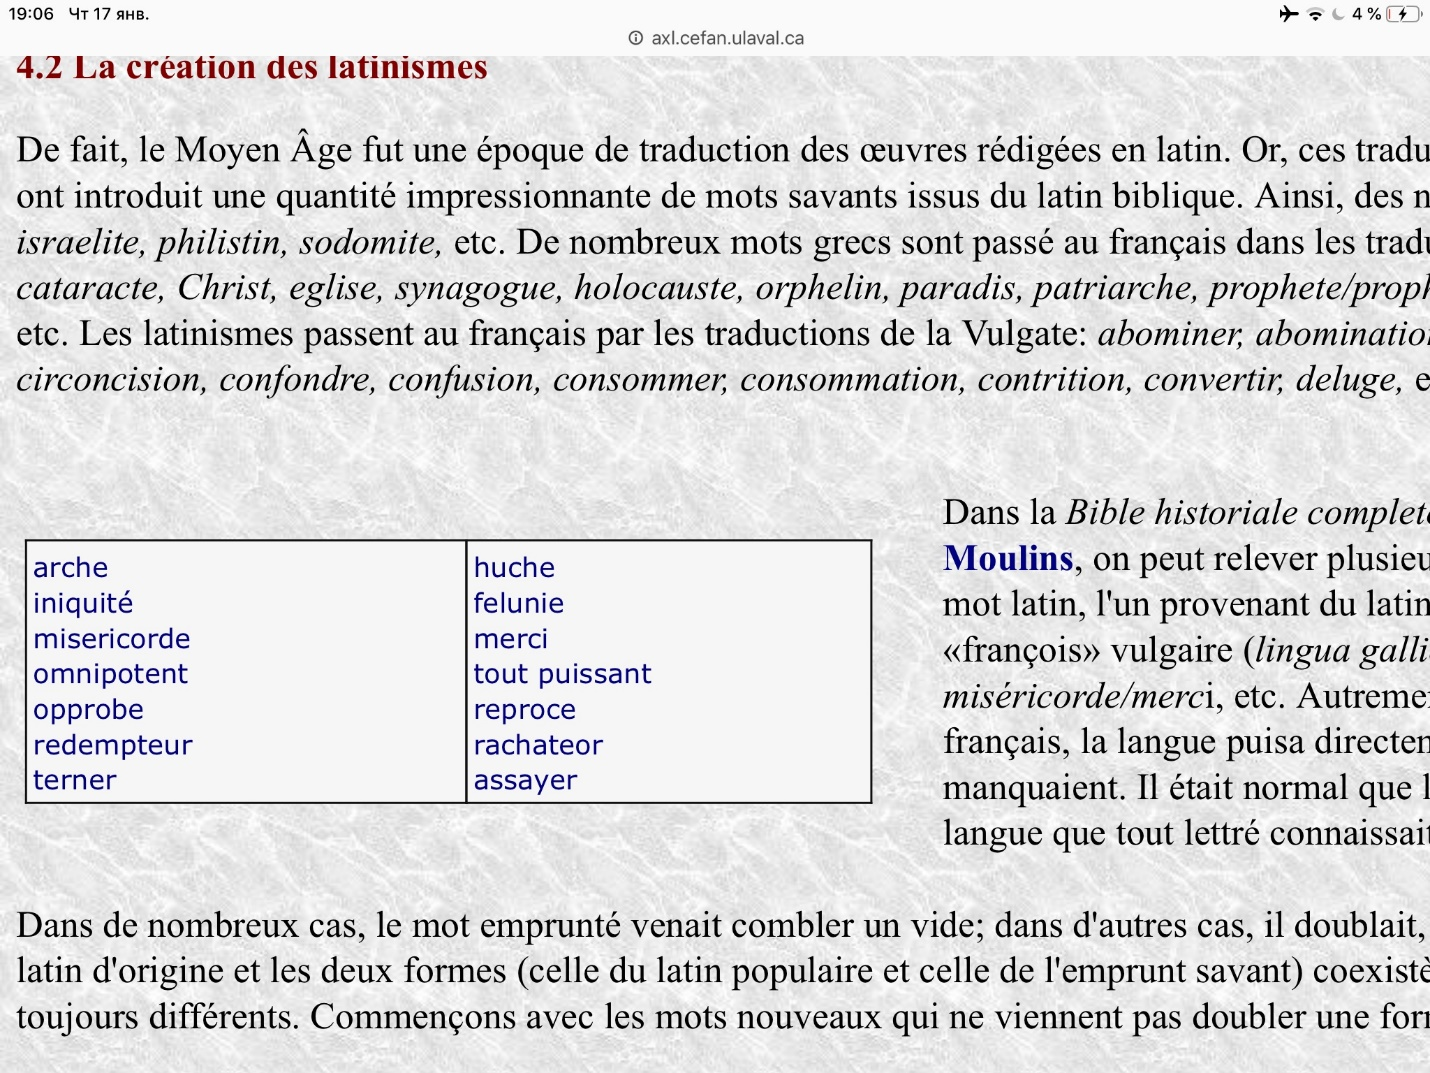 19:06 Чт 17 янв.
4 %
axl.cefan.ulaval.ca
4.2 La création des latinismes
De fait, le Moyen Âge fut une époque de traduction des œuvres rédigées en latin. Or, ces tradu
ont introduit une quantité impressionnante de mots savants issus du latin biblique. Ainsi, des n
israelite, philistin, sodomite, etc. De nombreux mots grecs sont passé au français dans les tradu
cataracte, Christ, eglise, synagogue, holocauste, orphelin, paradis, patriarche, prophete/proph
etc. Les latinismes passent au français par les traductions de la Vulgate: abominer, abomination
circoncision, confondre, confusion, consommer, consommation, contrition, convertir, deluge, e
arche huche
iniquité felunie
misericorde merci
omnipotent tout puissant
opprobe reproce
redempteur rachateor
terner assayer
Dans la Bible historiale complete
Moulins, on peut relever plusieu
mot latin, l'un provenant du latin
«françois» vulgaire (lingua galli
miséricorde/merci, etc. Autremen
français, la langue puisa directem
manquaient. Il était normal que l
langue que tout lettré connaissait
Dans de nombreux cas, le mot emprunté venait combler un vide; dans d'autres cas, il doublait,
latin d'origine et les deux formes (celle du latin populaire et celle de l'emprunt savant) coexistè
toujours différents. Commençons avec les mots nouveaux qui ne viennent pas doubler une form